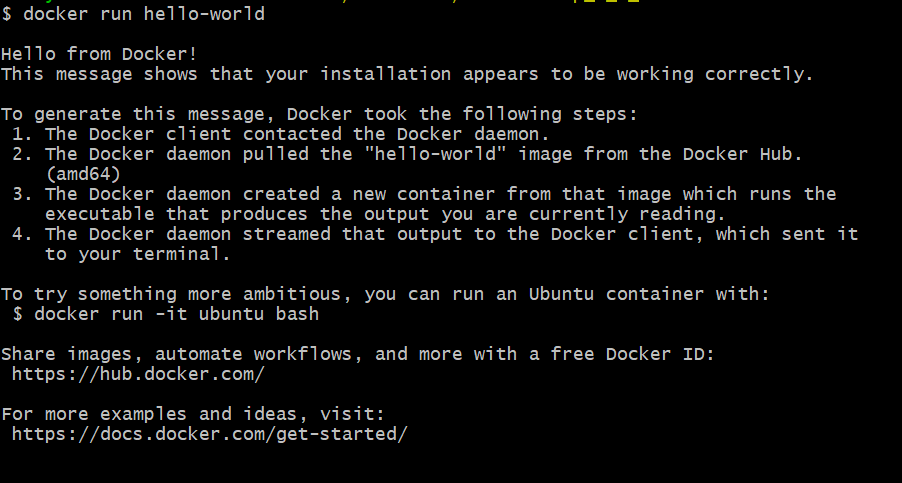 $ docker run hello-world
Hello from Docker!
This message shows that your installation appears to be working correctly.
To generate this message, Docker took the following steps:
1. The Docker client contacted the Docker daemon.
2. The Docker daemon pulled the "hello-world" image from the Docker Hub.
(amd64)
3. The Docker daemon created a new container from that image which runs the
executable that produces the output you are currently reading.
4. The Docker daemon streamed that output to the Docker client, which sent it
to your terminal.
To try something more ambitious, you can run an Ubuntu container with:
$ docker run -it ubuntu bash
Share images, automate workflows, and more with a free Docker ID:
https://hub.docker.com/
For more examples and ideas, visit:
https://docs.docker.com/get-started/